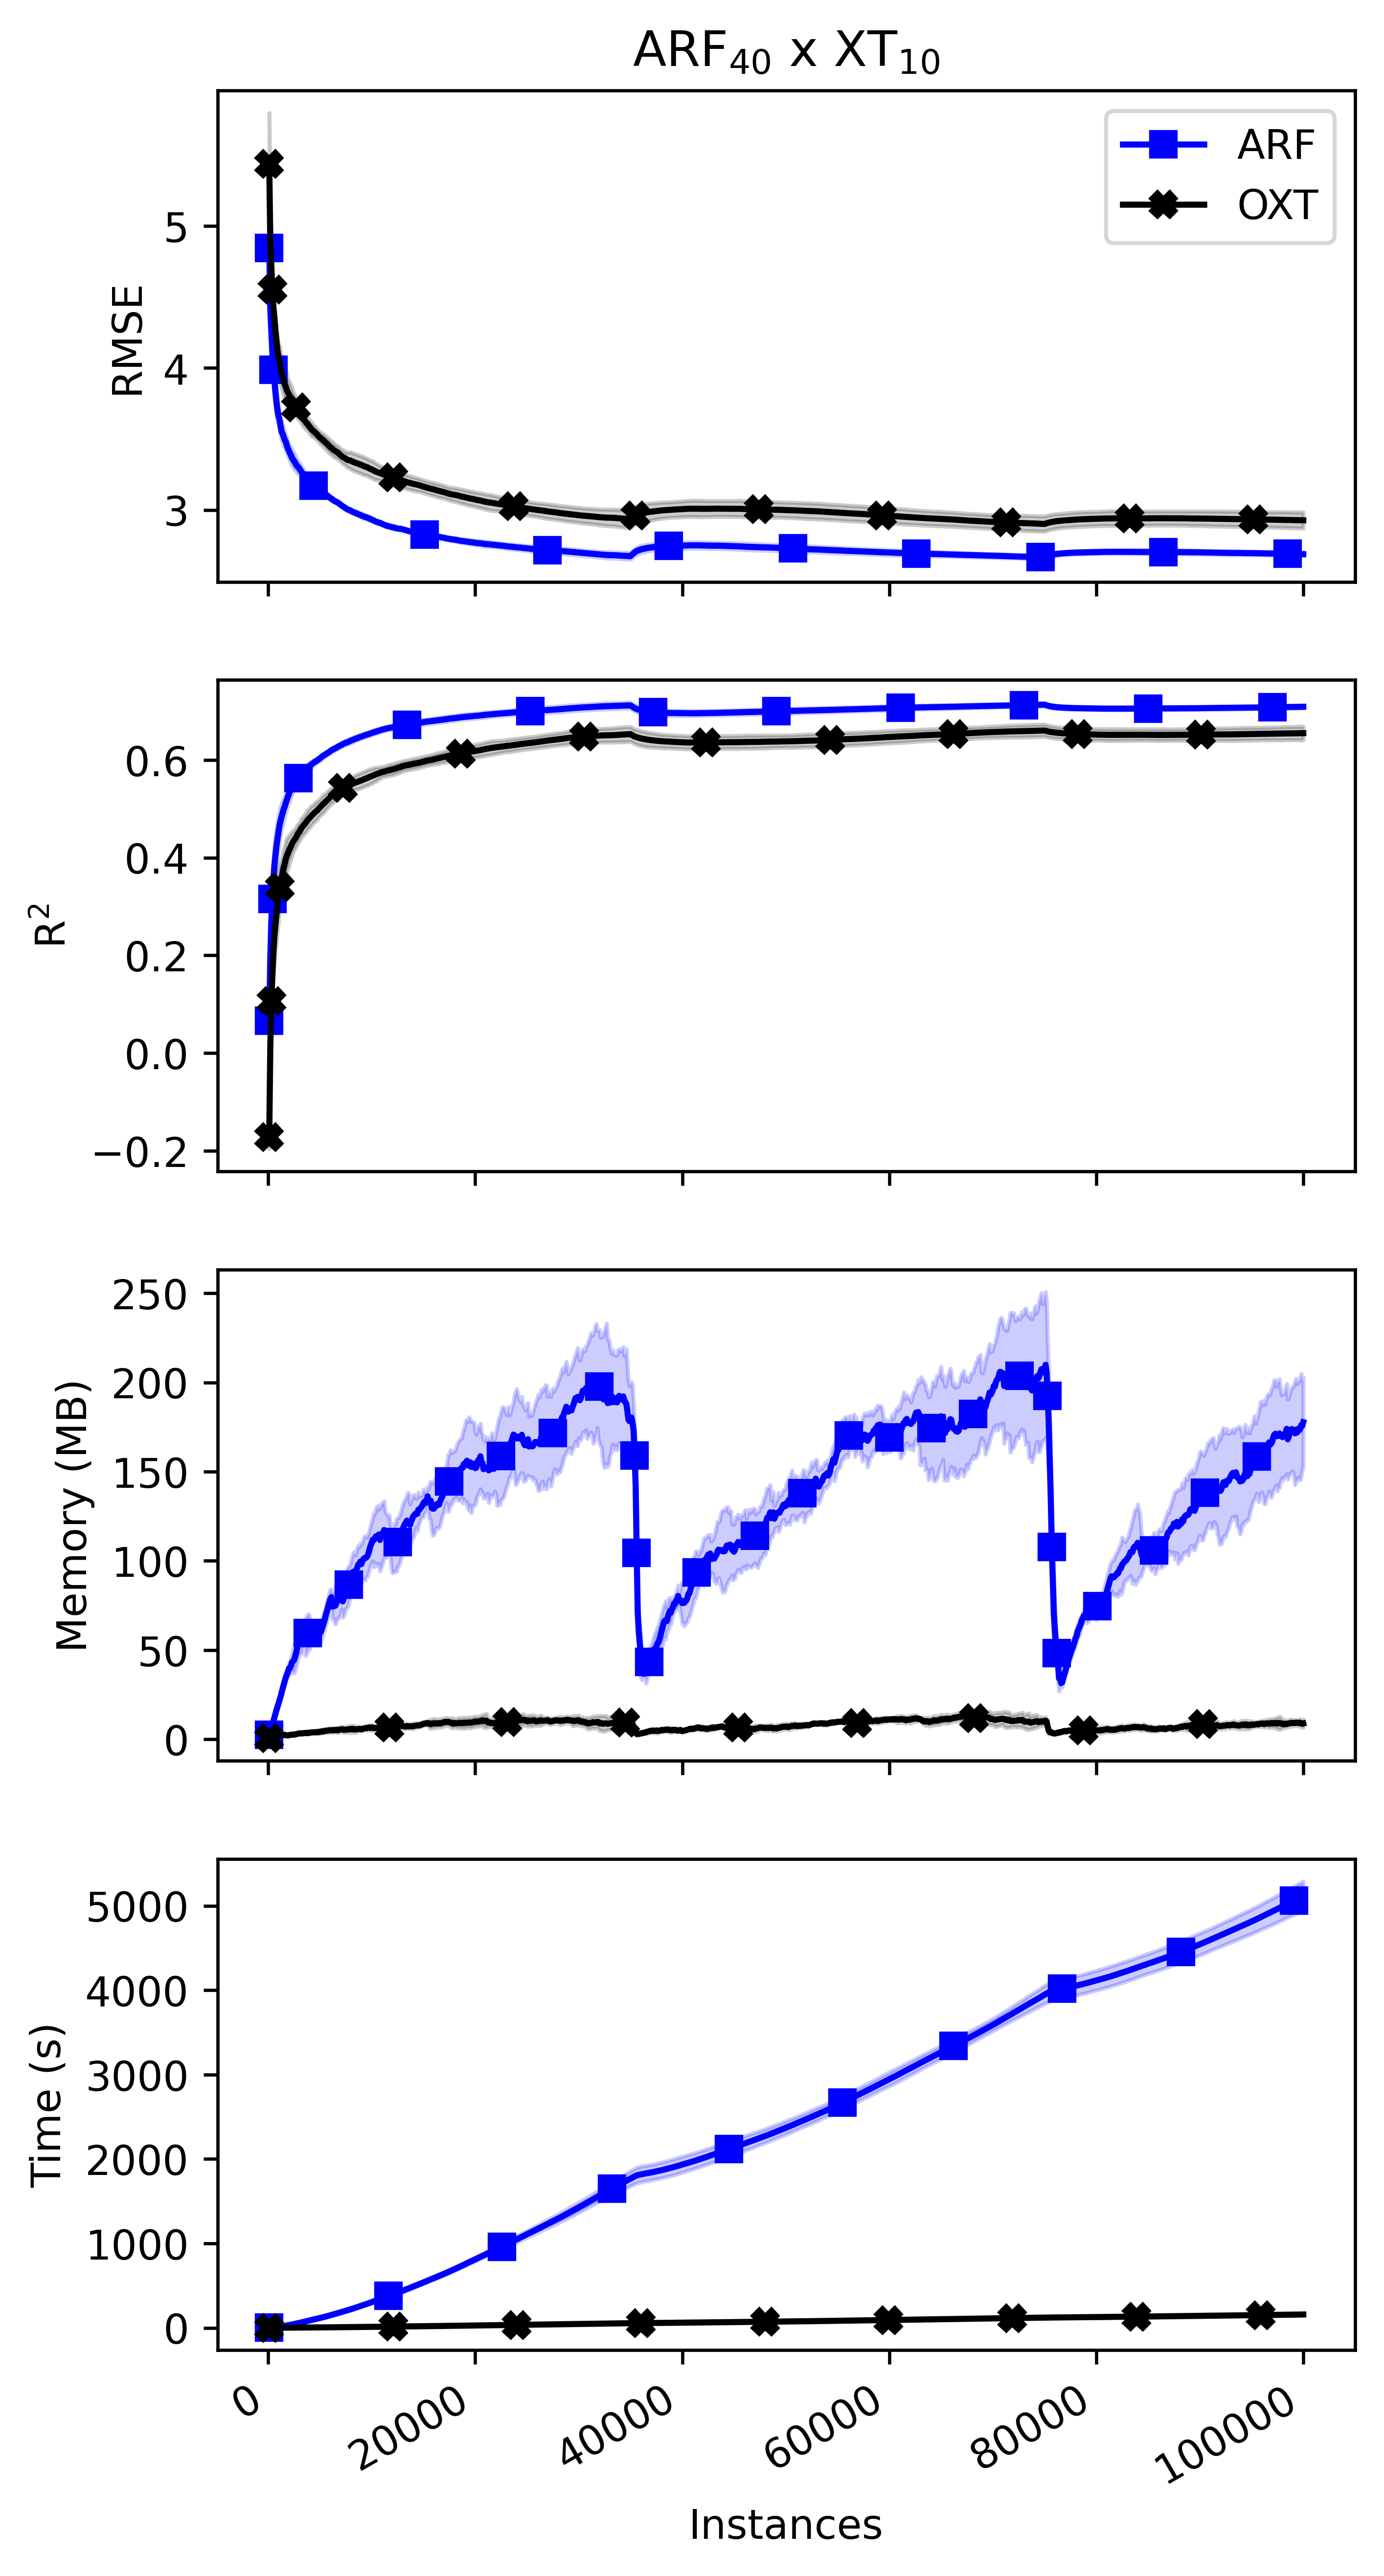 ARF₄₀ x XT₁₀
ARF
OXT
5
4
3
RMSE
0.6
0.4
0.2
0.0
−0.2
R²
250
200
150
100
50
0
Memory (MB)
5000
4000
3000
2000
1000
0
Time (s)
0 20000 40000 60000 80000 100000
Instances